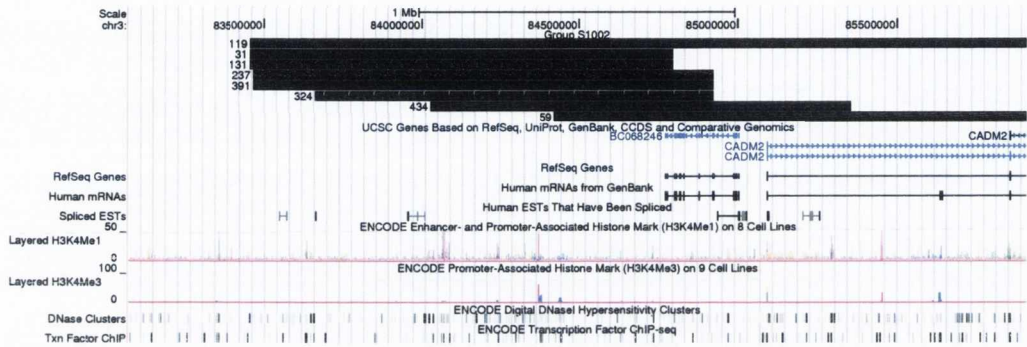 Scale 1 Mb
chr3: 83500000 84000000 84500000 85000000 85500000
Group S1002
119
31
131
237
391
324
434
59
UCSC Genes Based on RefSeq, UniProt, GenBank, CCDS and Comparative Genomics
BC068246 CADM2
CADM2
CADM2
RefSeq Genes
RefSeq Genes
Human mRNAs from GenBank
Human mRNAs
Human ESTs That Have Been Spliced
Spliced ESTs
50
ENCODE Enhancer- and Promoter-Associated Histone Mark (H3K4Me1) on 8 Cell Lines
Layered H3K4Me1
0
100
ENCODE Promoter-Associated Histone Mark (H3K4Me3) on 9 Cell Lines
Layered H3K4Me3
0
ENCODE Digital DNaseI Hypersensitivity Clusters
DNase Clusters
ENCODE Transcription Factor ChIP-seq
Txn Factor ChIP